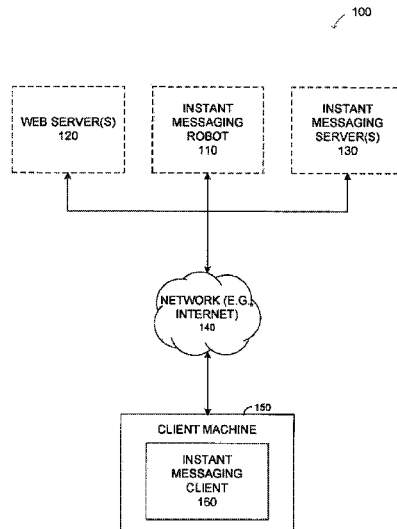 100
WEB SERVER(S)
120
INSTANT
MESSAGING
ROBOT
110
INSTANT
MESSAGING
SERVER(S)
130
NETWORK (E.G.,
INTERNET)
140
150
CLIENT MACHINE
INSTANT
MESSAGING
CLIENT
160